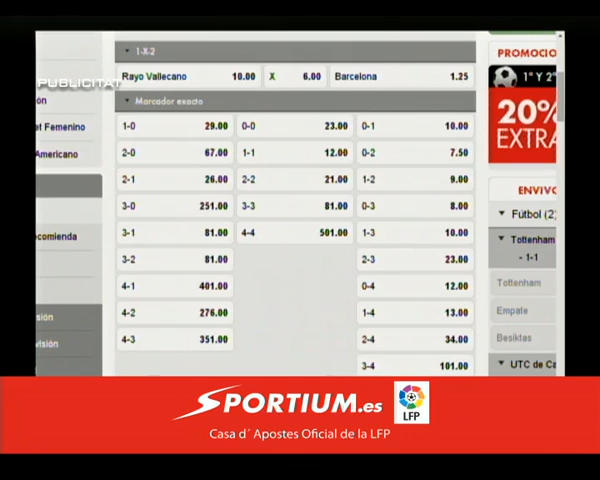 1-X-2
PROMOCIO
PUBLICITAT
Rayo Vallecano 10.00 X 6.00 Barcelona 1.25
1ª Y 2ª
ón
Marcador exacto
20%
EXTRA
et Femenino
Americano
1-0 29.00 0-0 23.00 0-1 10.00
2-0 67.00 1-1 12.00 0-2 7.50
2-1 26.00 2-2 21.00 1-2 9.00
3-0 251.00 3-3 81.00 0-3 8.00
3-1 81.00 4-4 501.00 1-3 10.00
3-2 81.00 2-3 23.00
4-1 401.00 0-4 12.00
4-2 276.00 1-4 13.00
4-3 351.00 2-4 34.00
3-4 101.00
ENVIVO
Fútbol (2)
ecomienda
Tottenham
- 1-1
Tottenham
Empate
sión
Besiktas
visión
UTC de Ca
SPORTIUM.es
LFP
Casa d´ Apostes Oficial de la LFP